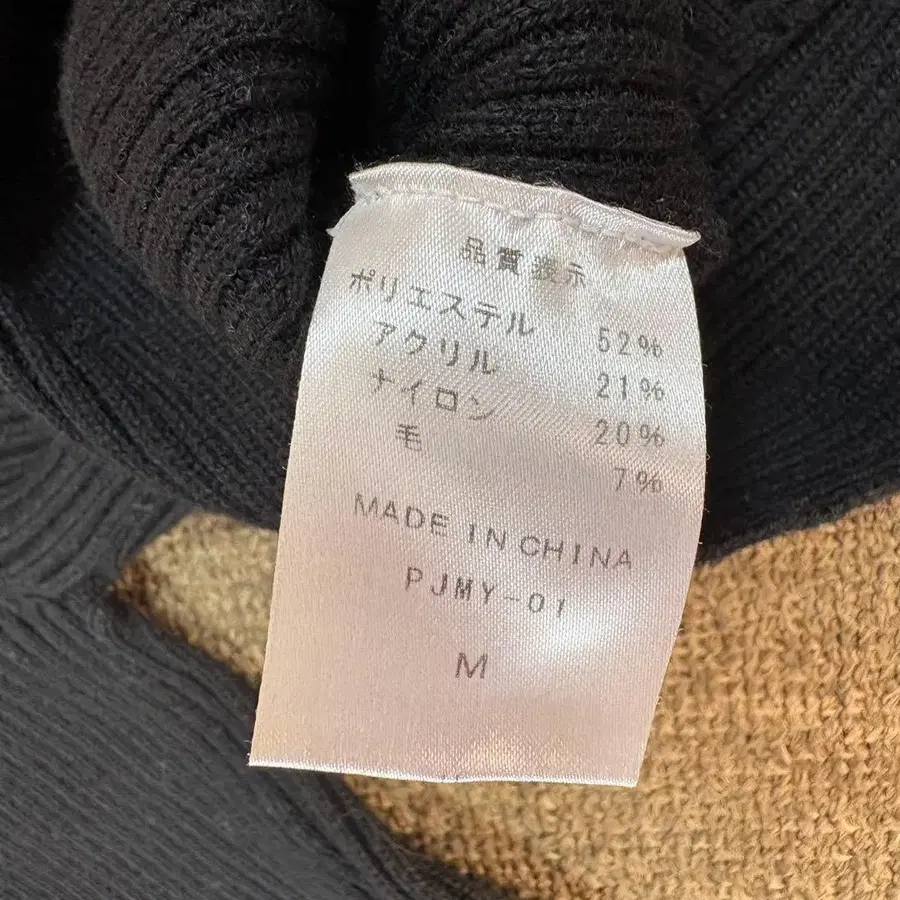 品質表示
ポリエステル 52%
アクリル 21%
ナイロン 20%
毛 7%
MADE IN CHINA
PJMY-01
M